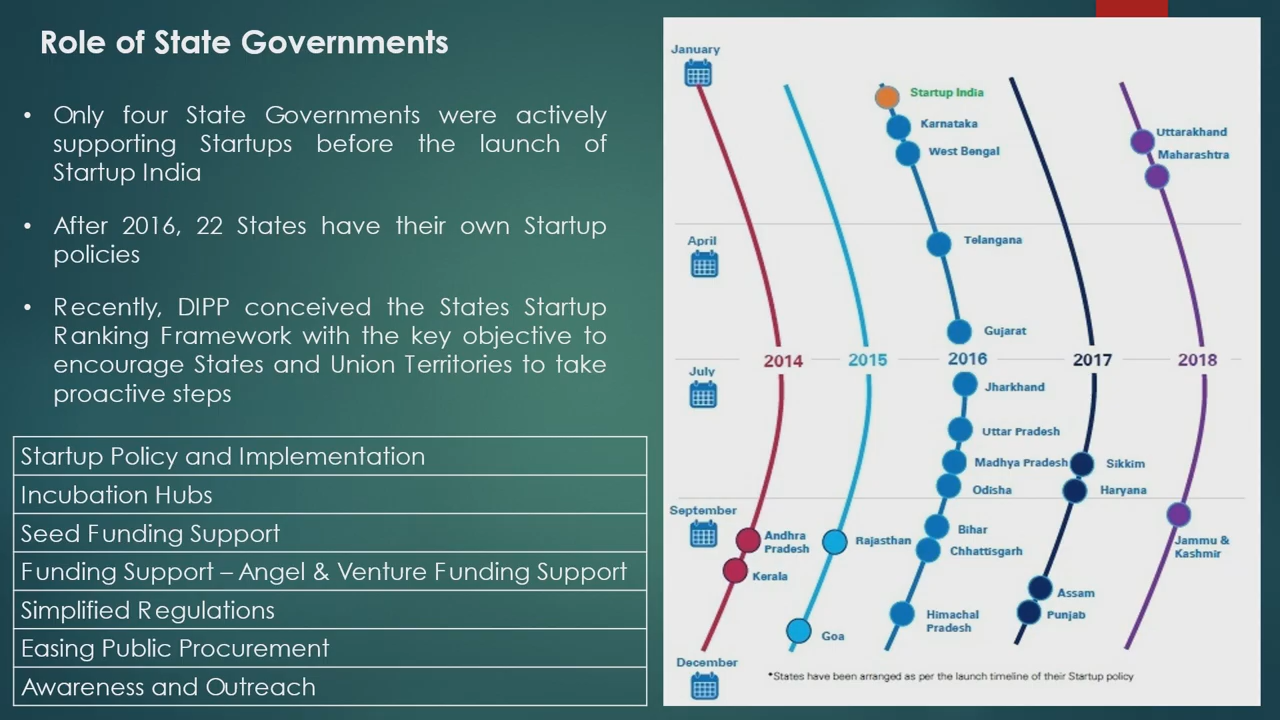 Role of State Governments
• Only four State Governments were actively
supporting Startups before the launch of
Startup India
• After 2016, 22 States have their own Startup
policies
• Recently, DIPP conceived the States Startup
Ranking Framework with the key objective to
encourage States and Union Territories to take
proactive steps
Startup Policy and Implementation
Incubation Hubs
Seed Funding Support
Funding Support – Angel & Venture Funding Support
Simplified Regulations
Easing Public Procurement
Awareness and Outreach
January
Startup India
Karnataka
West Bengal
Uttarakhand
Maharashtra
April
Telangana
Gujarat
2014
2015
2016
2017
2018
July
Jharkhand
Uttar Pradesh
Madhya Pradesh
Sikkim
Odisha
Haryana
September
Andhra
Pradesh
Kerala
Rajasthan
Goa
Bihar
Chhattisgarh
Himachal
Pradesh
Assam
Punjab
Jammu &
Kashmir
December
*States have been arranged as per the launch timeline of their Startup policy